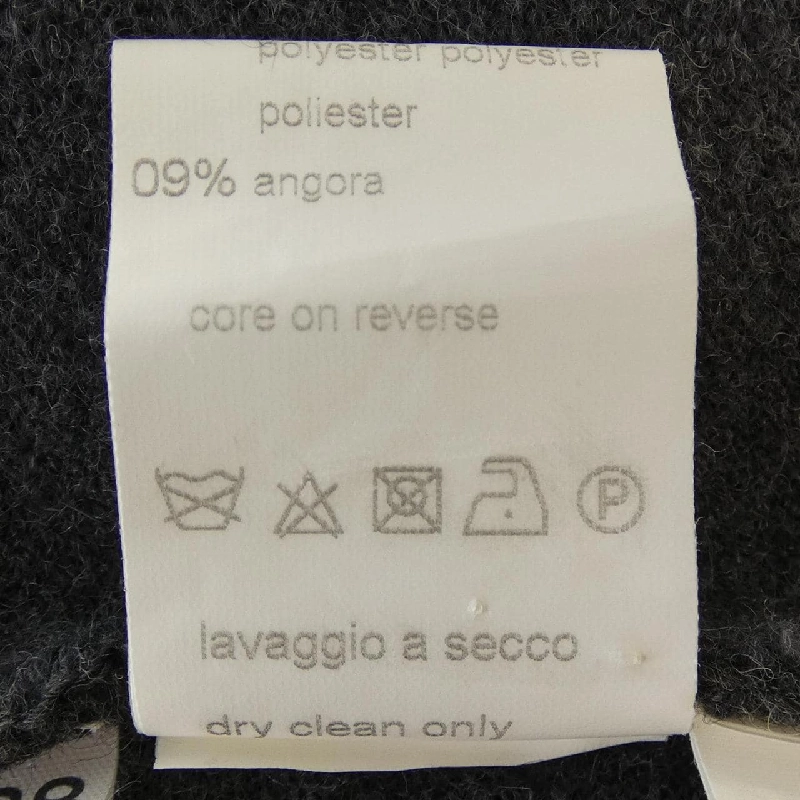 polyester polyester
poliester
09% angora
core on reverse
P
lavaggio a secco
dry clean only